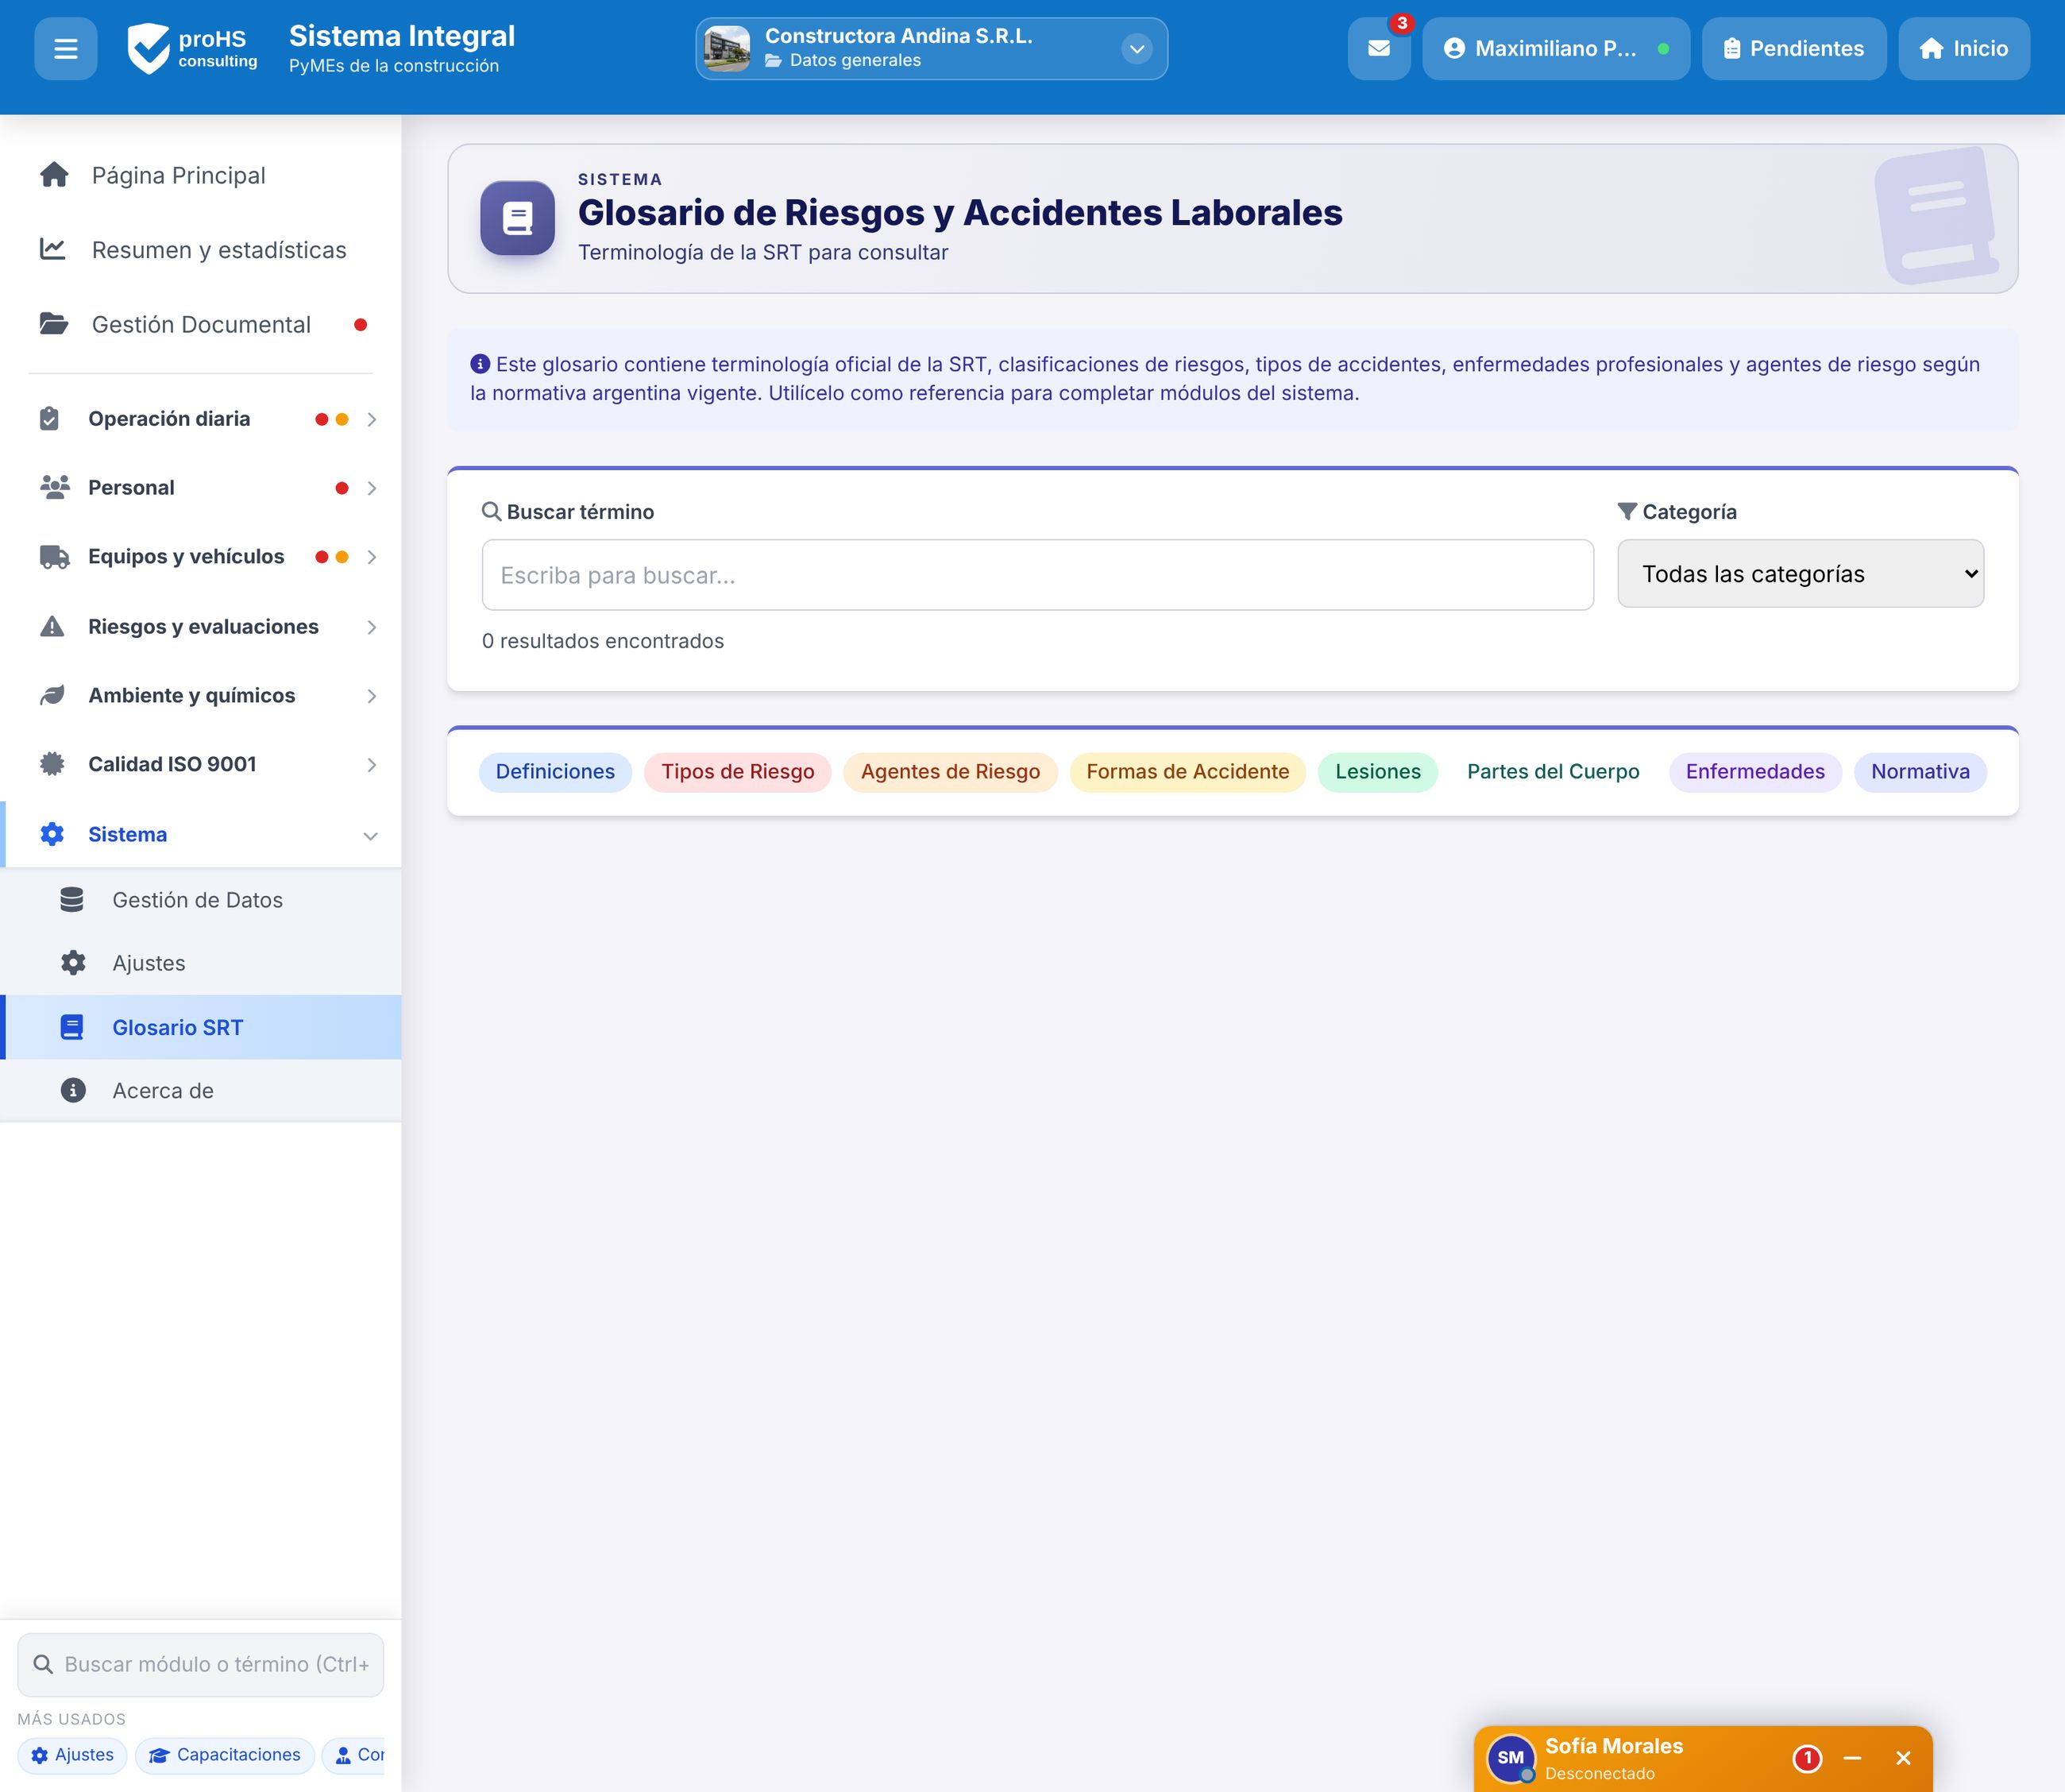 proHS
consulting
Sistema Integral
PyMEs de la construcción
Constructora Andina S.R.L.
Datos generales
3
Maximiliano P...
Pendientes
Inicio
Página Principal
Resumen y estadísticas
Gestión Documental
Operación diaria
Personal
Equipos y vehículos
Riesgos y evaluaciones
Ambiente y químicos
Calidad ISO 9001
Sistema
Gestión de Datos
Ajustes
Glosario SRT
Acerca de
Buscar módulo o término (Ctrl+
MÁS USADOS
Ajustes
Capacitaciones
Cor
SISTEMA
Glosario de Riesgos y Accidentes Laborales
Terminología de la SRT para consultar
Este glosario contiene terminología oficial de la SRT, clasificaciones de riesgos, tipos de accidentes, enfermedades profesionales y agentes de riesgo según
la normativa argentina vigente. Utilícelo como referencia para completar módulos del sistema.
Buscar término
Categoría
Escriba para buscar...
Todas las categorías
0 resultados encontrados
Definiciones
Tipos de Riesgo
Agentes de Riesgo
Formas de Accidente
Lesiones
Partes del Cuerpo
Enfermedades
Normativa
SM
Sofía Morales
Desconectado
1